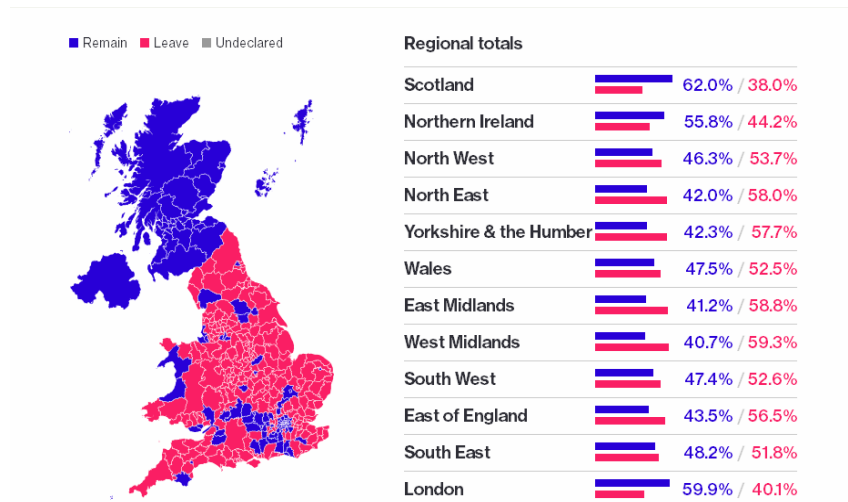 Remain Leave Undeclared
Regional totals
Scotland 62.0% / 38.0%
Northern Ireland 55.8% / 44.2%
North West 46.3% / 53.7%
North East 42.0% / 58.0%
Yorkshire & the Humber 42.3% / 57.7%
Wales 47.5% / 52.5%
East Midlands 41.2% / 58.8%
West Midlands 40.7% / 59.3%
South West 47.4% / 52.6%
East of England 43.5% / 56.5%
South East 48.2% / 51.8%
London 59.9% / 40.1%